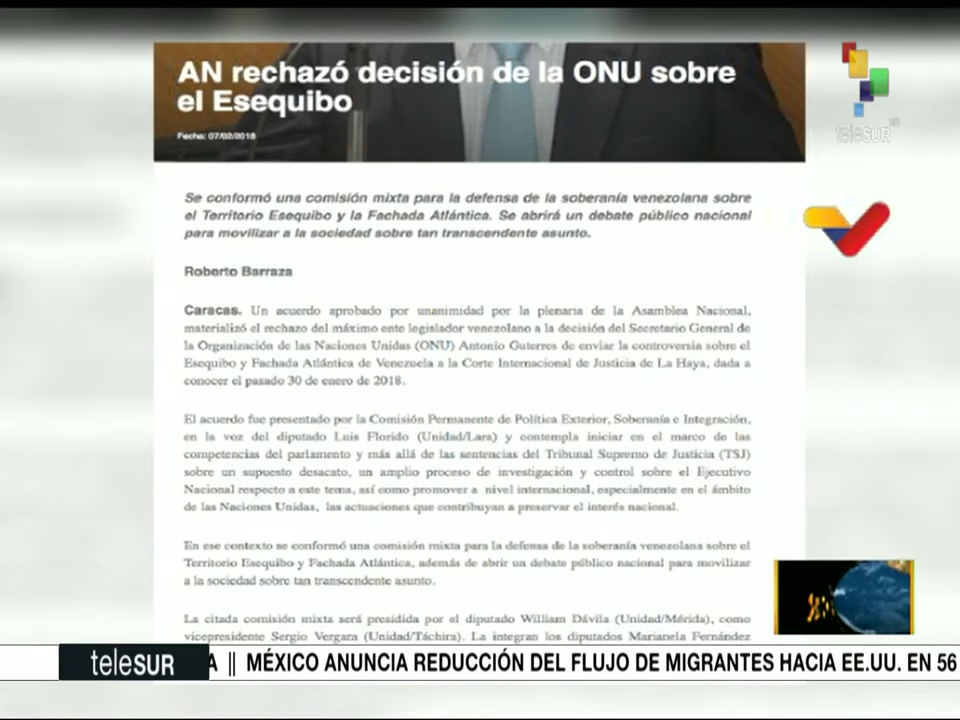 AN rechazó decisión de la ONU sobre
el Esequibo
Fecha: 07/02/2018
teleSUR HD
Se conformó una comisión mixta para la defensa de la soberanía venezolana sobre
el Territorio Esequibo y la Fachada Atlántica. Se abrirá un debate público nacional
para movilizar a la sociedad sobre tan transcendente asunto.
Roberto Barraza
Caracas. Un acuerdo aprobado por unanimidad por la plenaria de la Asamblea Nacional,
materializó el rechazo del máximo ente legislador venezolano a la decisión del Secretario General de
la Organización de las Naciones Unidas (ONU) Antonio Guterres de enviar la controversia sobre el
Esequibo y Fachada Atlántica de Venezuela a la Corte Internacional de Justicia de La Haya, dada a
conocer el pasado 30 de enero de 2018.
El acuerdo fue presentado por la Comisión Permanente de Política Exterior, Soberanía e Integración,
en la voz del diputado Luis Florido (Unidad/Lara) y contempla iniciar en el marco de las
competencias del parlamento y más allá de las sentencias del Tribunal Supremo de Justicia (TSJ)
sobre un supuesto desacato, un amplio proceso de investigación y control sobre el Ejecutivo
Nacional respecto a este tema, así como promover a nivel internacional, especialmente en el ámbito
de las Naciones Unidas, las actuaciones que contribuyan a preservar el interés nacional.
En ese contexto se conformó una comisión mixta para la defensa de la soberanía venezolana sobre el
Territorio Esequibo y Fachada Atlántica, además de abrir un debate público nacional para movilizar
a la sociedad sobre tan transcendente asunto.
La citada comisión mixta será presidida por el diputado William Dávila (Unidad/Mérida), como
vicepresidente Sergio Vergara (Unidad/Táchira). La integran los diputados Marianela Fernández
teleSUR A || MÉXICO ANUNCIA REDUCCIÓN DEL FLUJO DE MIGRANTES HACIA EE.UU. EN 56